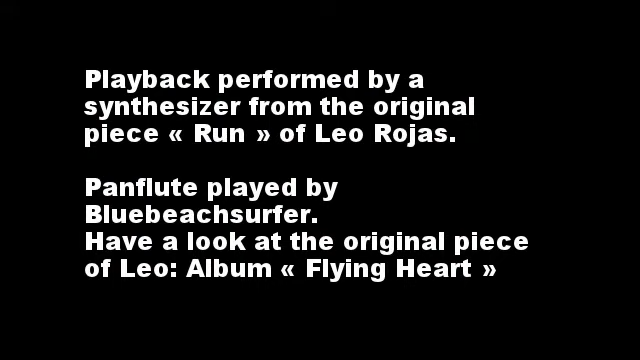 Playback performed by a
synthesizer from the original
piece « Run » of Leo Rojas.
Panflute played by
Bluebeachsurfer.
Have a look at the original piece
of Leo: Album « Flying Heart »